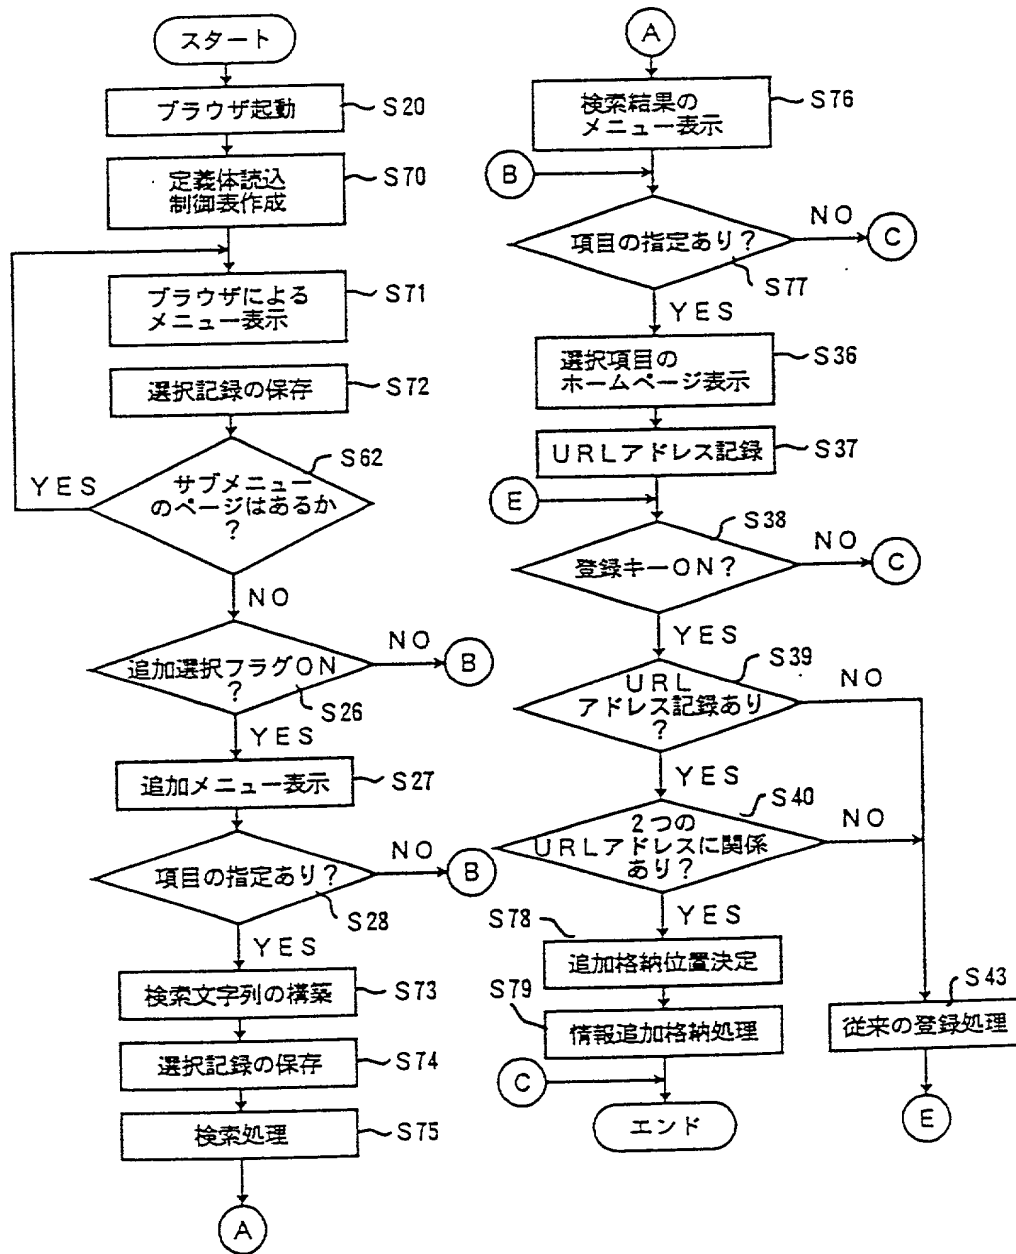 スタート
ブラウザ起動
S20
定義体読込
制御表作成
S70
ブラウザによる
メニュー表示
S71
選択記録の保存
S72
S62
サブメニュー
のページはあるか
?
YES
NO
追加選択フラグON
?
S26
NO
B
YES
追加メニュー表示
S27
項目の指定あり?
S28
NO
B
YES
検索文字列の構築
S73
選択記録の保存
S74
検索処理
S75
A
A
検索結果の
メニュー表示
S76
B
項目の指定あり?
S77
NO
C
YES
選択項目の
ホームページ表示
S36
URLアドレス記録
S37
E
S38
登録キーON?
NO
C
YES
S39
URL
アドレス記録あり
?
NO
YES
S40
2つの
URLアドレスに関係
あり?
NO
YES
S78
追加格納位置決定
S79
情報追加格納処理
C
エンド
S43
従来の登録処理
E